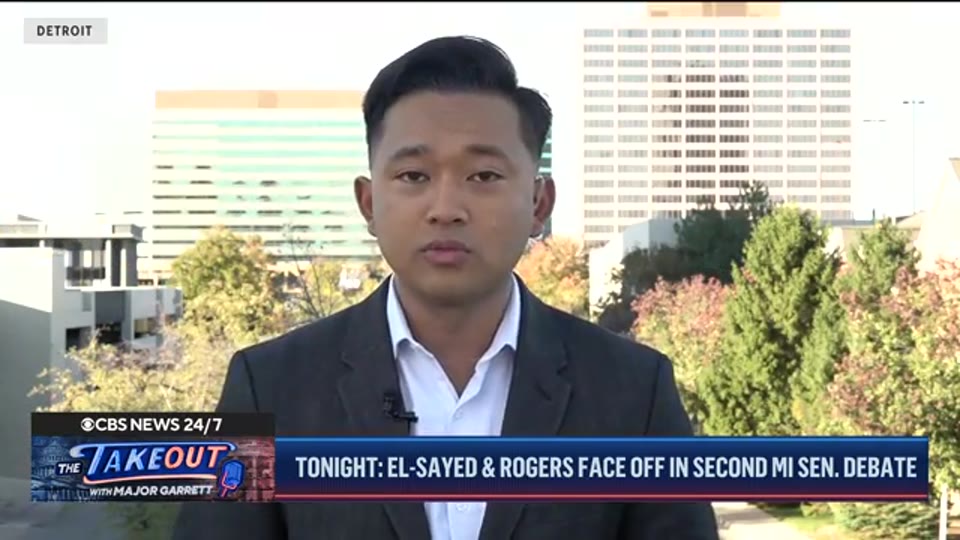 DETROIT
CBS NEWS 24/7
THE TAKEOUT
WITH MAJOR GARRETT
TONIGHT: EL-SAYED & ROGERS FACE OFF IN SECOND MI SEN. DEBATE